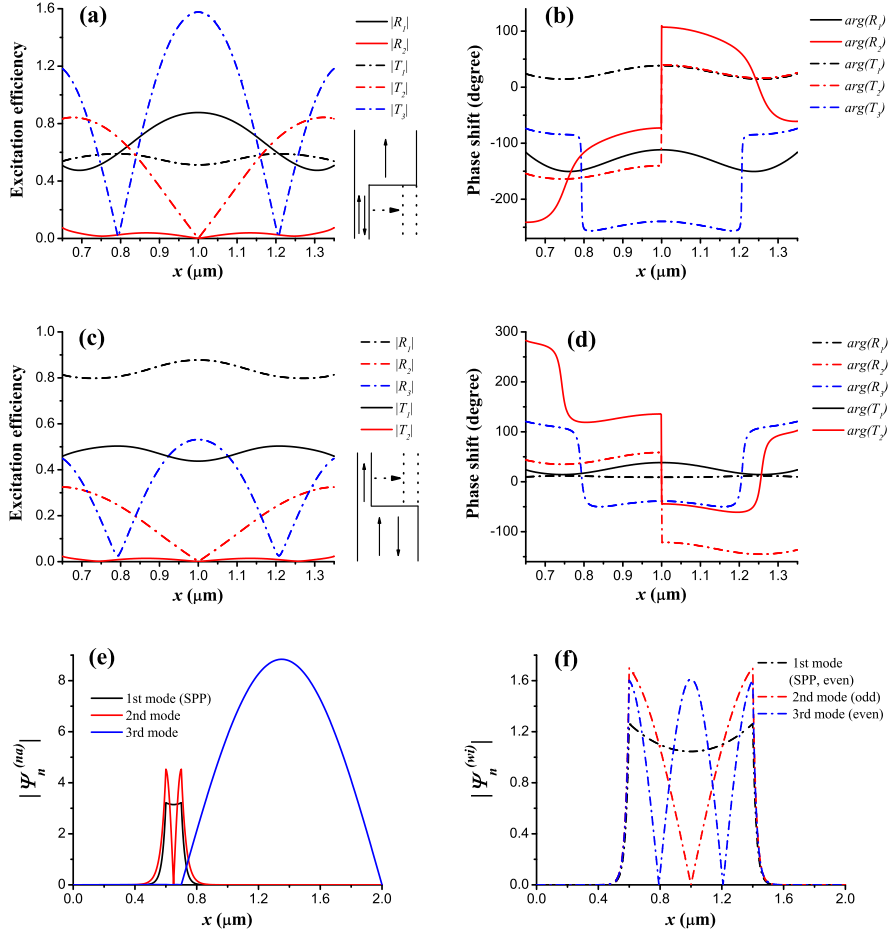 (a)
Excitation efficiency
1.6
1.2
0.8
0.4
0.0
0.7 0.8 0.9 1.0 1.1 1.2 1.3
x (μm)
|R1|
|R2|
|T1|
|T2|
|T3|
(b)
Phase shift (degree)
100
0
-100
-200
0.7 0.8 0.9 1.0 1.1 1.2 1.3
x (μm)
arg(R1)
arg(R2)
arg(T1)
arg(T2)
arg(T3)
(c)
Excitation efficiency
1.0
0.8
0.6
0.4
0.2
0.0
0.7 0.8 0.9 1.0 1.1 1.2 1.3
x (μm)
|R1|
|R2|
|R3|
|T1|
|T2|
(d)
Phase shift (degree)
300
200
100
0
-100
0.7 0.8 0.9 1.0 1.1 1.2 1.3
x (μm)
arg(R1)
arg(R2)
arg(R3)
arg(T1)
arg(T2)
(e)
|Ψn(na)|
8
6
4
2
0
0.0 0.4 0.8 1.2 1.6 2.0
x (μm)
1st mode (SPP)
2nd mode
3rd mode
(f)
|Ψn(wi)|
1.6
1.2
0.8
0.4
0.0
0.0 0.4 0.8 1.2 1.6 2.0
x (μm)
1st mode
(SPP, even)
2nd mode (odd)
3rd mode (even)